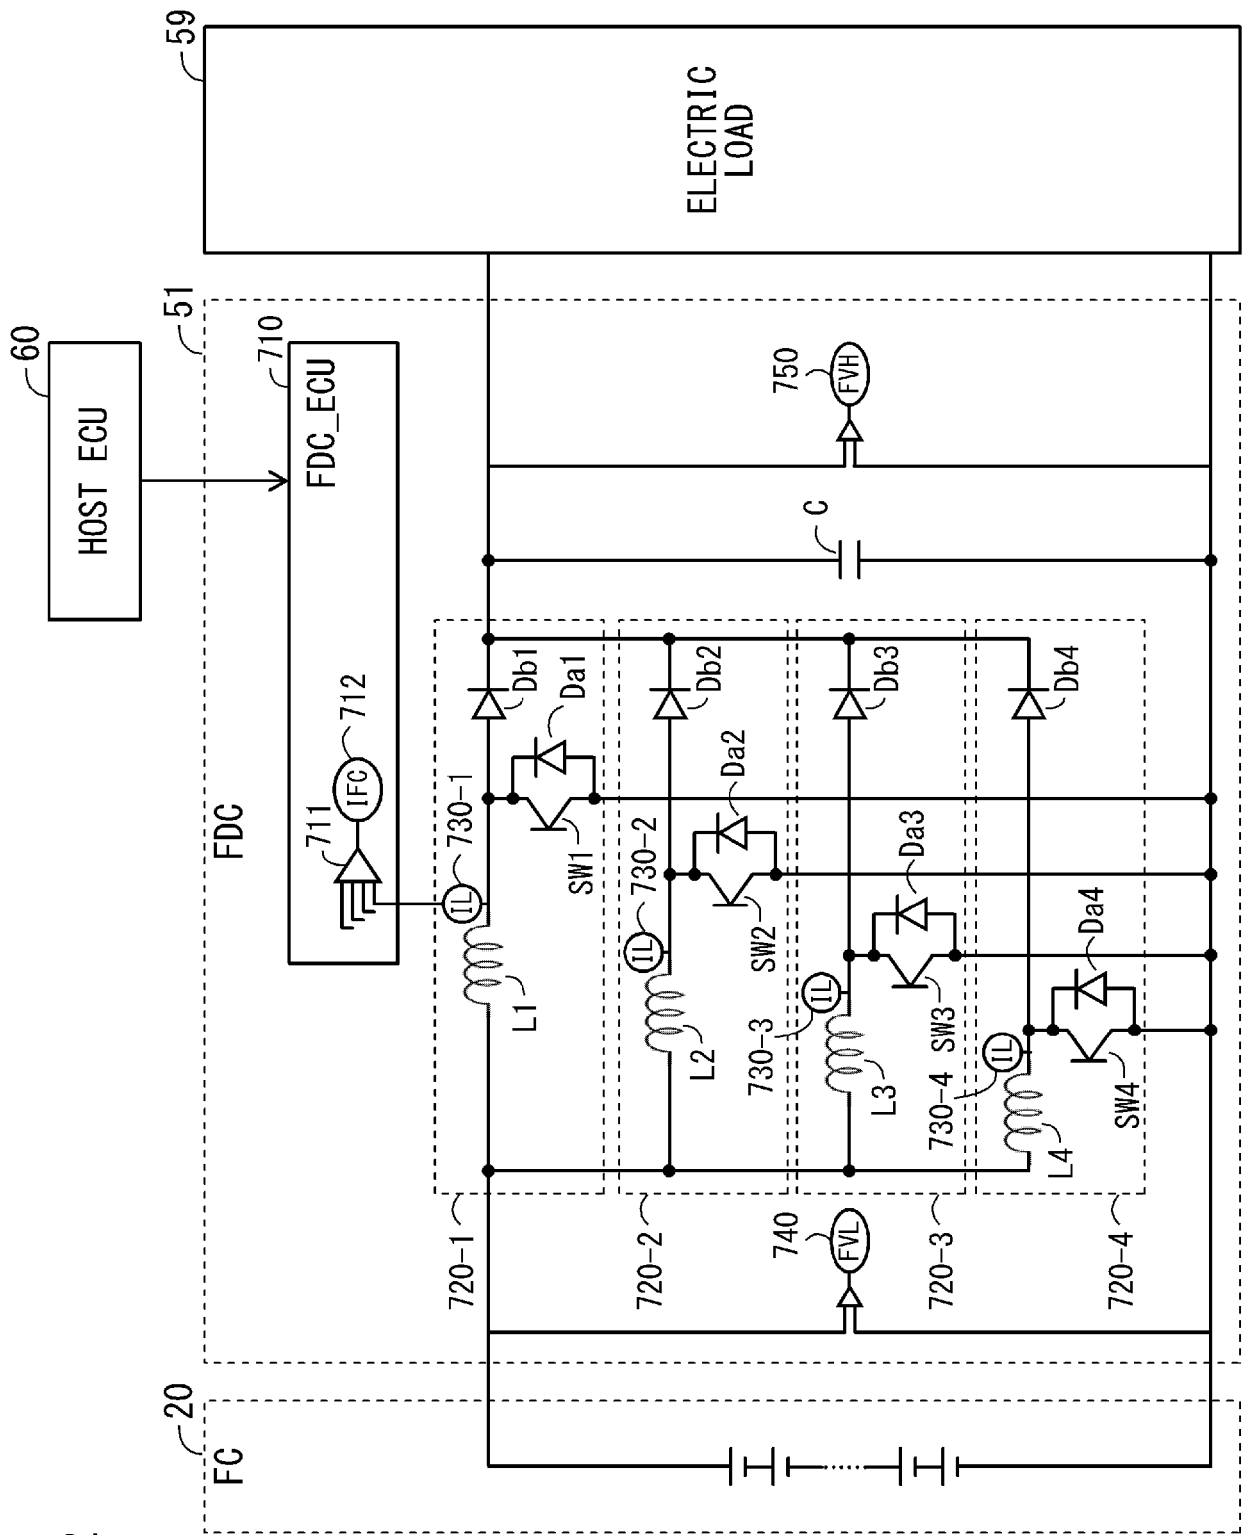 60
HOST ECU
59
ELECTRIC
LOAD
51
FDC
710
FDC_ECU
711
IFC
712
20
FC
720-1
L1
IL
730-1
SW1
Da1
Db1
720-2
L2
IL
730-2
SW2
Da2
Db2
720-3
L3
IL
730-3
SW3
Da3
Db3
720-4
L4
IL
730-4
SW4
Da4
Db4
740
FVL
C
750
FVH